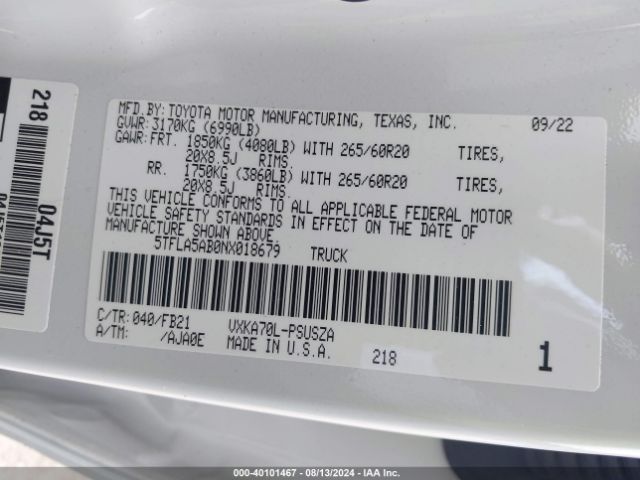 MFD.BY: TOYOTA MOTOR MANUFACTURING, TEXAS, INC. 09/22
GVWR: 3170KG (6990LB)
GAWR: FRT. 1850KG (4080LB) WITH 265/60R20 TIRES,
20X8.5J RIMS.
RR. 1750KG (3860LB) WITH 265/60R20 TIRES,
20X8.5J RIMS.
THIS VEHICLE CONFORMS TO ALL APPLICABLE FEDERAL MOTOR
VEHICLE SAFETY STANDARDS IN EFFECT ON THE DATE OF
MANUFACTURE SHOWN ABOVE
5TFLA5AB0NX018679 TRUCK
C/TR: 040/FB21 VXKA70L-PSUSZA
A/TM: /AJA0E MADE IN U.S.A. 218 1
218
04J5T
000-40101467 - 08/13/2024 - IAA